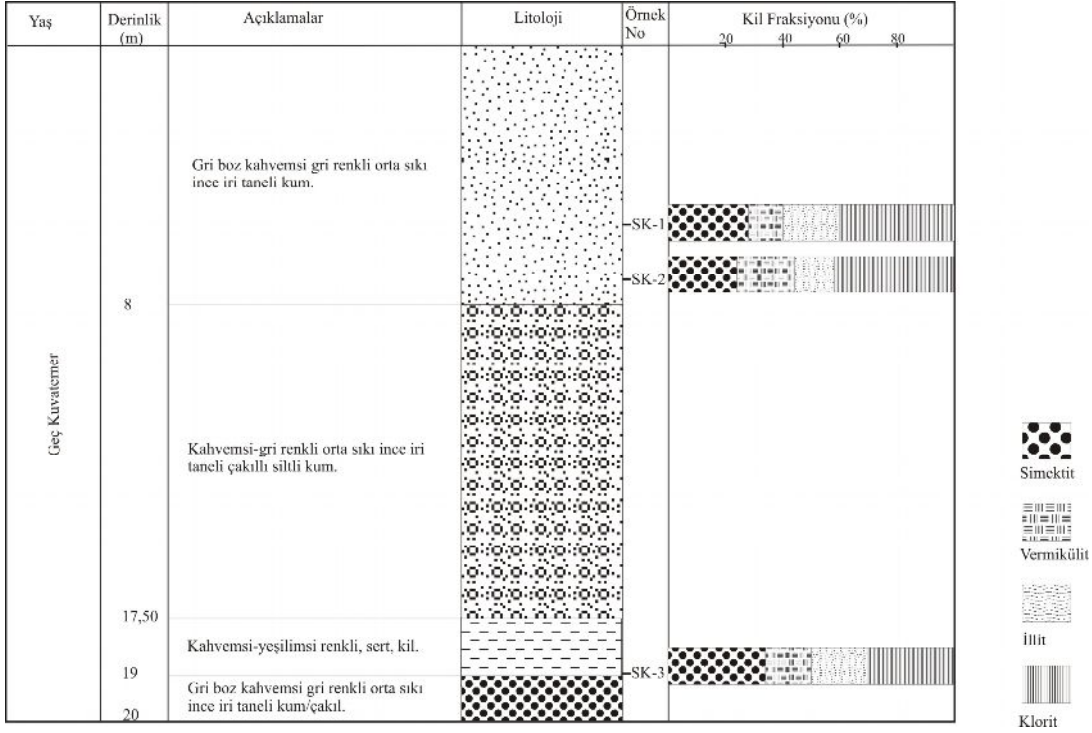 Yaş
Derinlik
(m)
Açıklamalar
Litoloji
Örnek
No
Kil Fraksiyonu (%)
20 40 60 80
Gri boz kahvemsi gri renkli orta sıkı
ince iri taneli kum.
SK-1
SK-2
8
Geç Kuvaterner
Kahvemsi-gri renkli orta sıkı ince iri
taneli çakıllı siltli kum.
17,50
Kahvemsi-yeşilimsi renkli, sert, kil.
19
SK-3
Gri boz kahvemsi gri renkli orta sıkı
ince iri taneli kum/çakıl.
20
Simektit
Vermikülit
İllit
Klorit